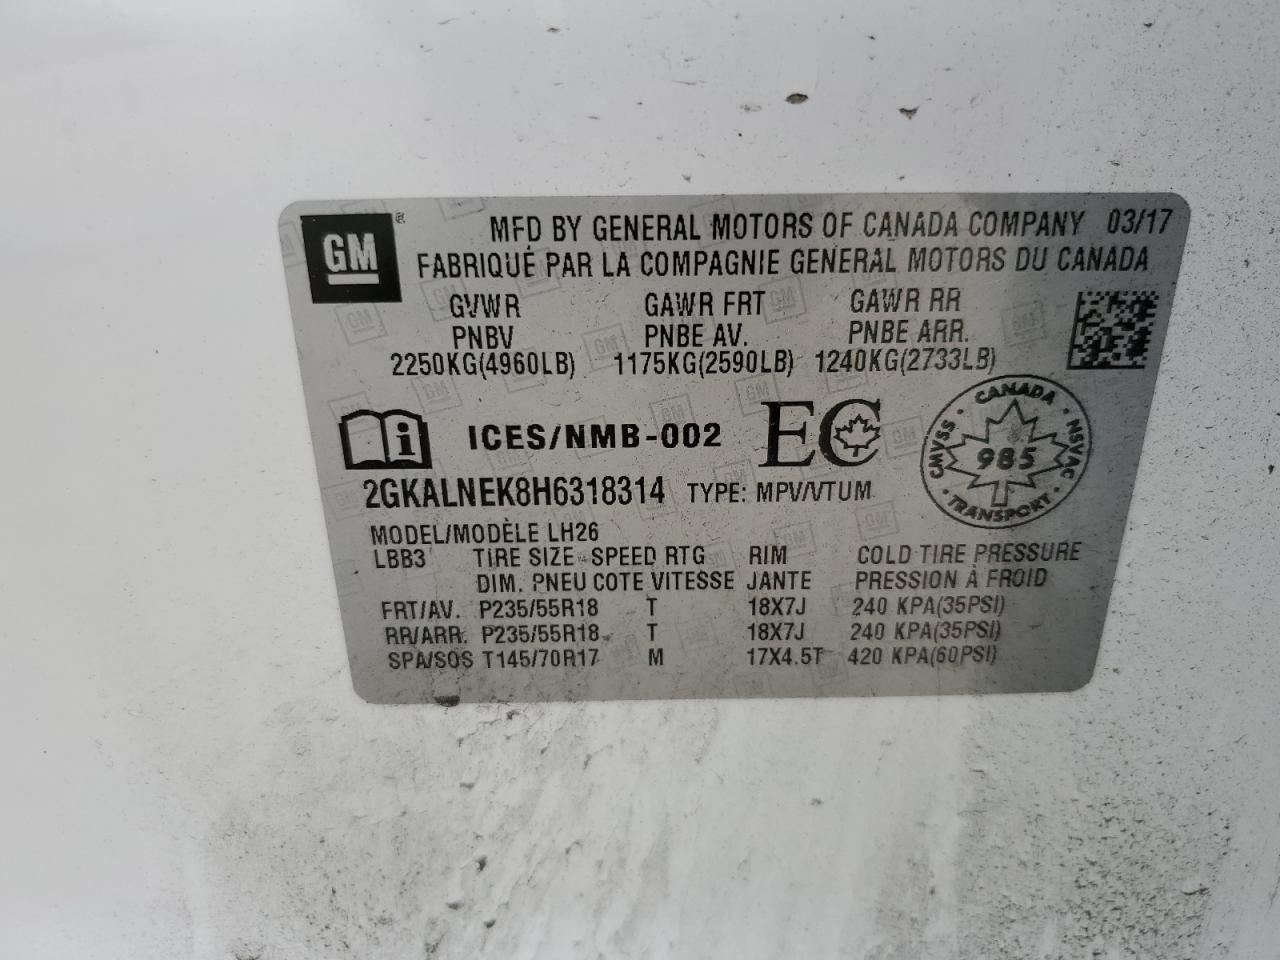 GM ®
MFD BY GENERAL MOTORS OF CANADA COMPANY 03/17
FABRIQUÉ PAR LA COMPAGNIE GENERAL MOTORS DU CANADA
GVWR GAWR FRT GAWR RR
PNBV PNBE AV. PNBE ARR.
2250KG(4960LB) 1175KG(2590LB) 1240KG(2733LB)
i ICES/NMB-002 EC
CANADA
CMVSS 985 NSVAC
TRANSPORT
2GKALNEK8H6318314 TYPE: MPV/VTUM
MODEL/MODÈLE LH26
LBB3 TIRE SIZE SPEED RTG RIM COLD TIRE PRESSURE
DIM. PNEU COTE VITESSE JANTE PRESSION À FROID
FRT/AV. P235/55R18 T 18X7J 240 KPA(35PSI)
RR/ARR. P235/55R18 T 18X7J 240 KPA(35PSI)
SPA/SOS T145/70R17 M 17X4.5T 420 KPA(60PSI)